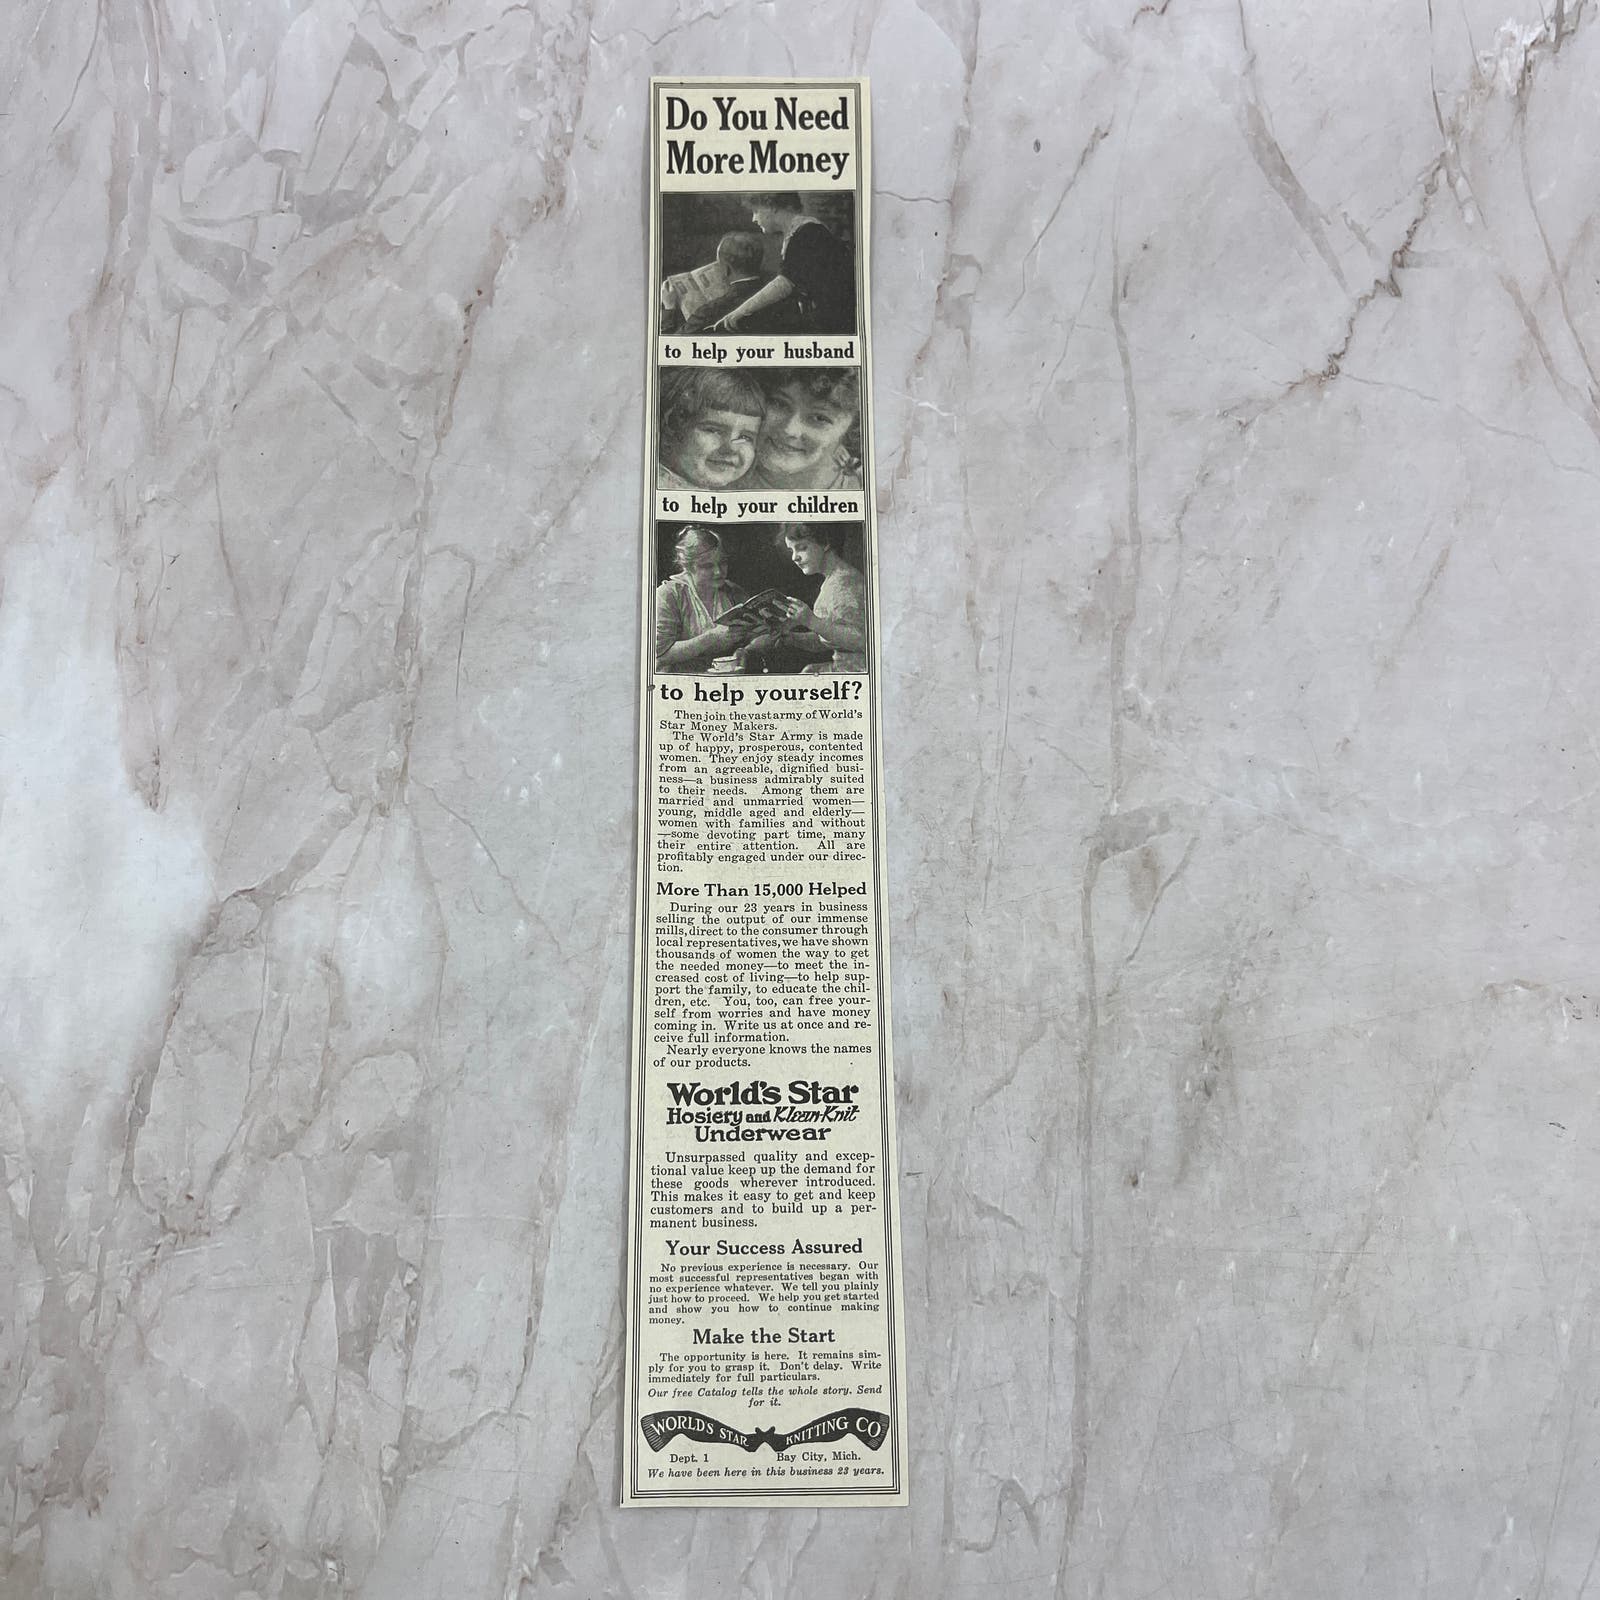 Do You Need
More Money
to help your husband
to help your children
to help yourself?
Then join the vast army of World's
Star Money Makers.
The World's Star Army is made
up of happy, prosperous, contented
women. They enjoy steady incomes
from an agreeable, dignified busi-
ness—a business admirably suited
to their needs. Among them are
married and unmarried women—
young, middle aged and elderly—
women with families and without
—some devoting part time, many
their entire attention. All are
profitably engaged under our direc-
tion.
More Than 15,000 Helped
During our 23 years in business
selling the output of our immense
mills, direct to the consumer through
local representatives, we have shown
thousands of women the way to get
the needed money—to meet the in-
creased cost of living—to help sup-
port the family, to educate the chil-
dren, etc. You, too, can free your-
self from worries and have money
coming in. Write us at once and re-
ceive full information.
Nearly everyone knows the names
of our products.
World's Star
Hosiery and Klean-Knit
Underwear
Unsurpassed quality and excep-
tional value keep up the demand for
these goods wherever introduced.
This makes it easy to get and keep
customers and to build up a per-
manent business.
Your Success Assured
No previous experience is necessary. Our
most successful representatives began with
no experience whatever. We tell you plainly
just how to proceed. We help you get started
and show you how to continue making
money.
Make the Start
The opportunity is here. It remains sim-
ply for you to grasp it. Don't delay. Write
immediately for full particulars.
Our free Catalog tells the whole story. Send
for it.
WORLD'S STAR KNITTING CO
Dept. 1 Bay City, Mich.
We have been here in this business 23 years.